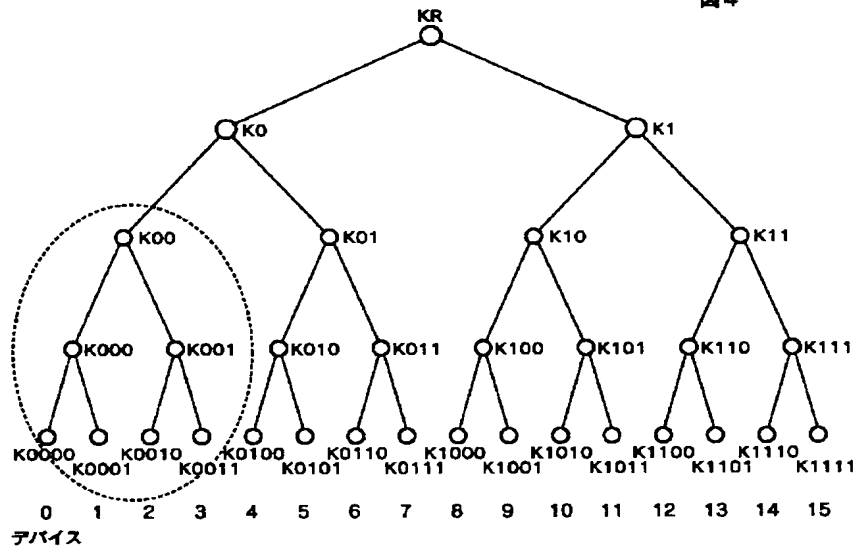 図4
KR
K0 K1
K00 K01 K10 K11
K000 K001 K010 K011 K100 K101 K110 K111
K0000 K0010 K0100 K0110 K1000 K1010 K1100 K1110
K0001 K0011 K0101 K0111 K1001 K1011 K1101 K1111
0 1 2 3 4 5 6 7 8 9 10 11 12 13 14 15
デバイス